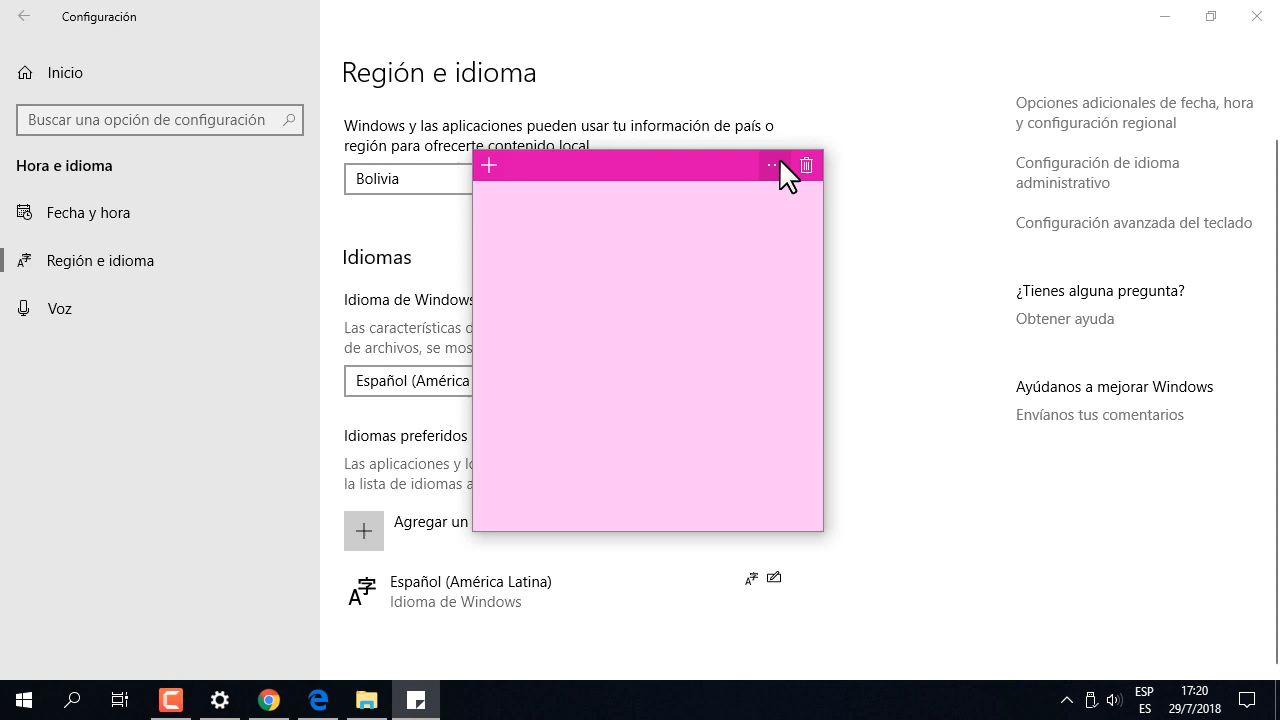 Configuración
Inicio
Buscar una opción de configuración
Hora e idioma
Fecha y hora
Región e idioma
Voz
Región e idioma
Windows y las aplicaciones pueden usar tu información de país o
región para ofrecerte contenido local
Bolivia
Idiomas
Idioma de Windows
Las características
de archivos, se mos
Español (América
Idiomas preferidos
Las aplicaciones y
la lista de idiomas a
Agregar un
Español (América Latina)
Idioma de Windows
Opciones adicionales de fecha, hora
y configuración regional
Configuración de idioma
administrativo
Configuración avanzada del teclado
¿Tienes alguna pregunta?
Obtener ayuda
Ayúdanos a mejorar Windows
Envíanos tus comentarios
ESP
ES
17:20
29/7/2018